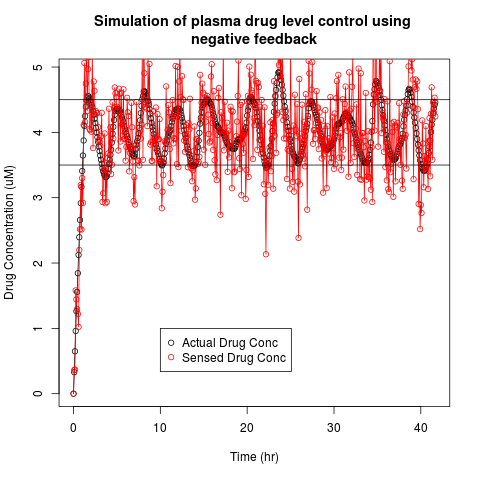 Simulation of plasma drug level control using
negative feedback
Drug Concentration (uM)
5
4
3
2
1
0
Actual Drug Conc
Sensed Drug Conc
0 10 20 30 40
Time (hr)